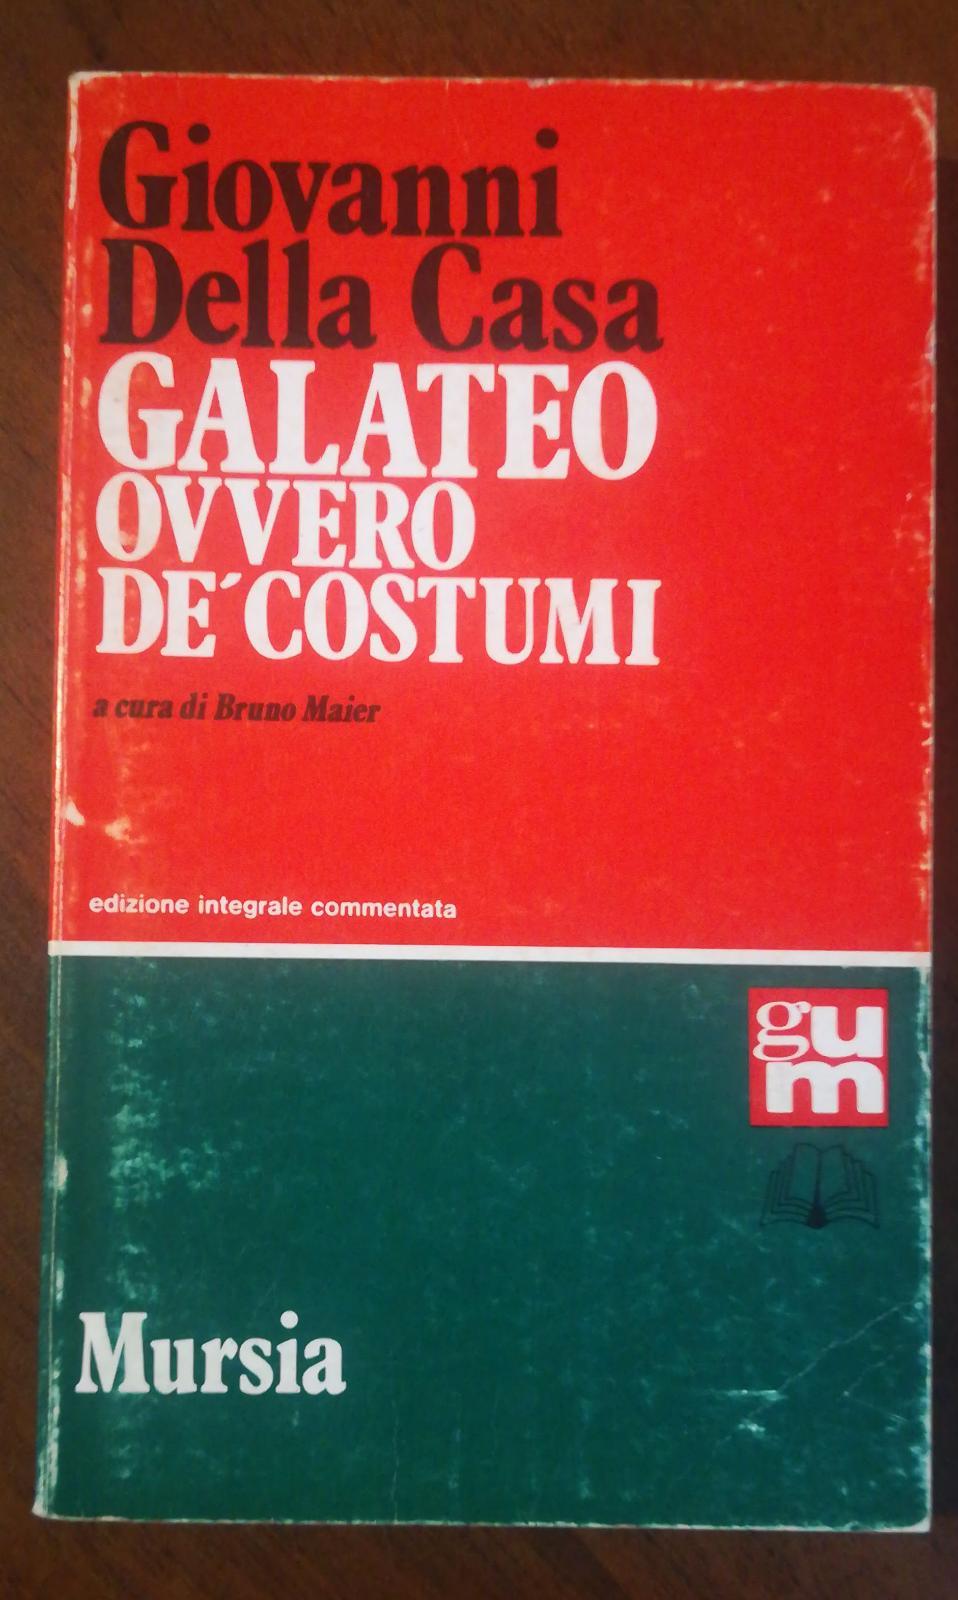 Giovanni
Della Casa
GALATEO
OVVERO
DE´COSTUMI
a cura di Bruno Maier
edizione integrale commentata
gu
m
Mursia